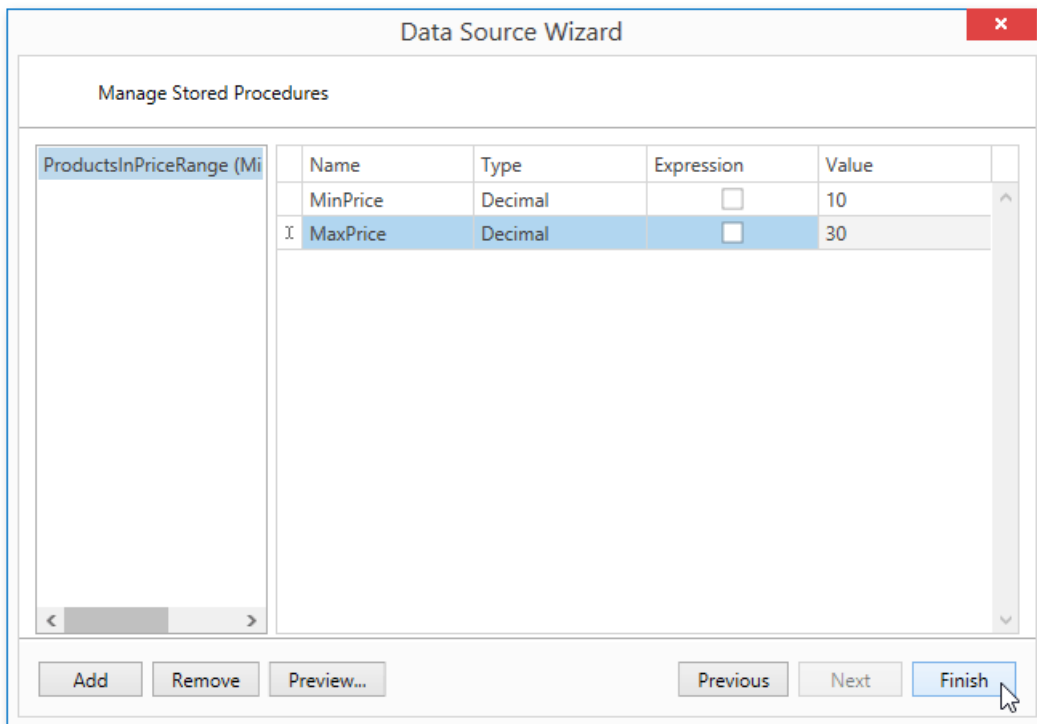 Data Source Wizard
Manage Stored Procedures
ProductsInPriceRange (Mi
Name Type Expression Value
MinPrice Decimal 10
MaxPrice Decimal 30
Add Remove Preview... Previous Next Finish